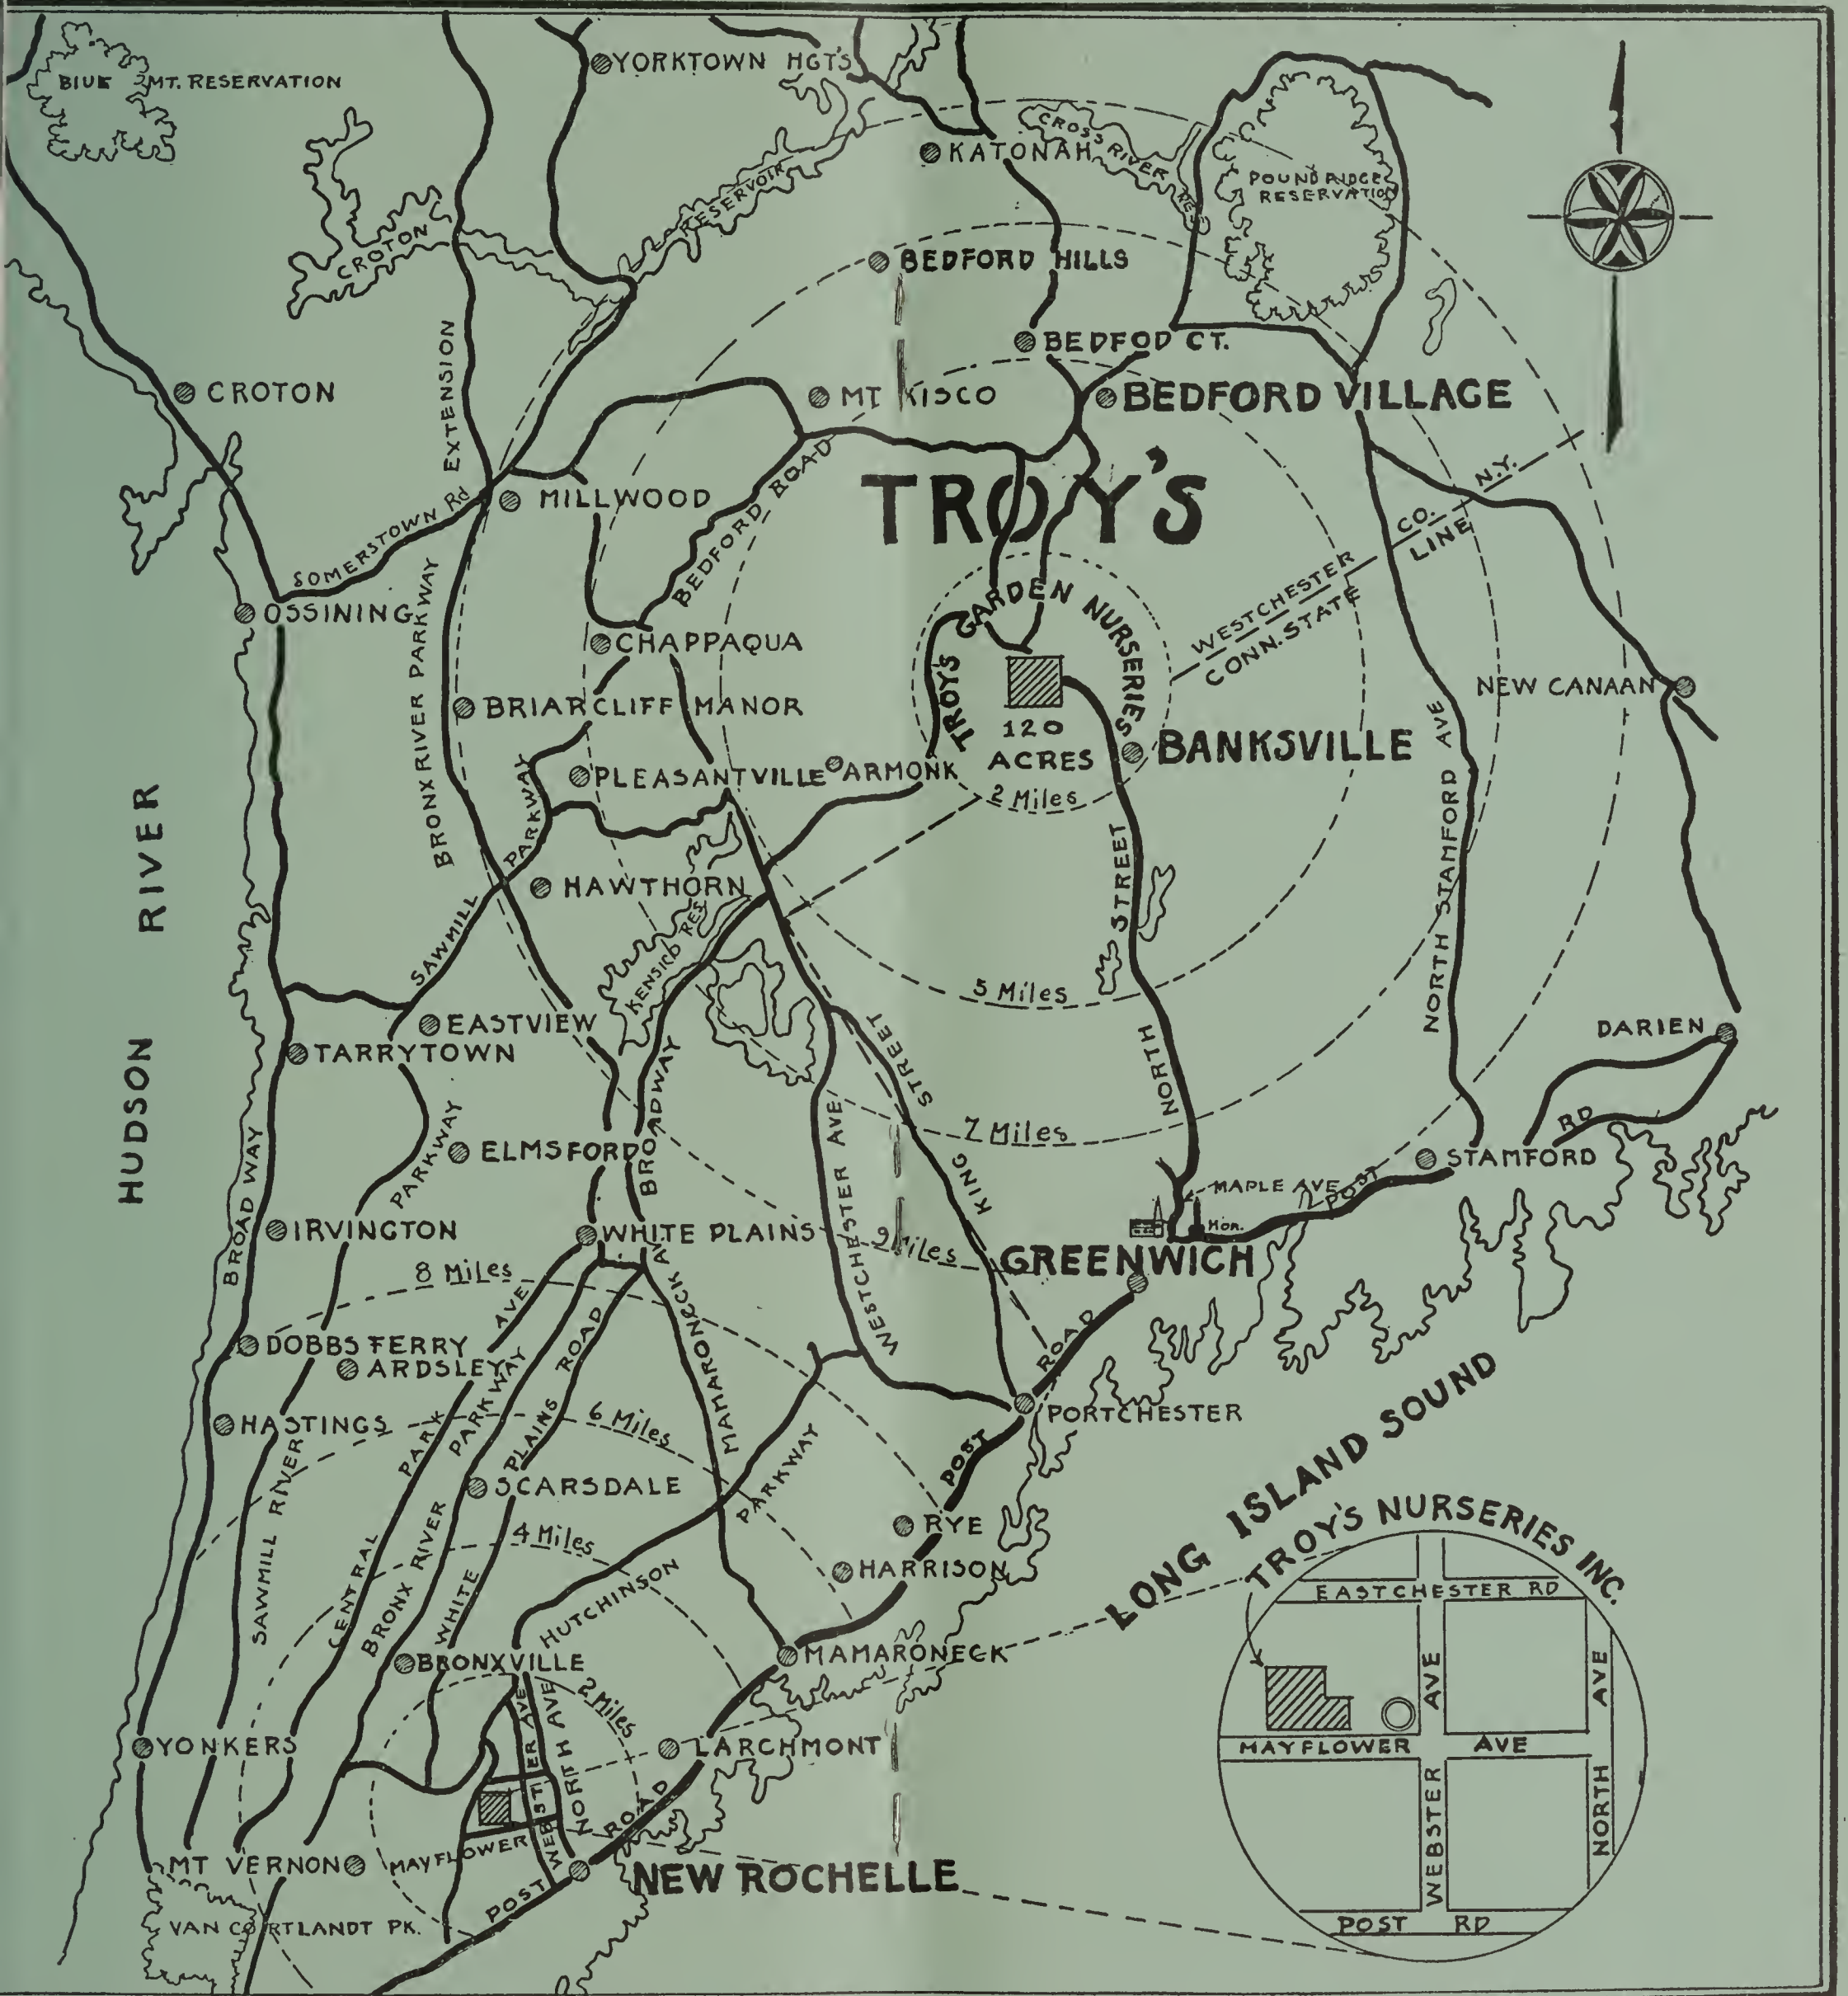 BLUE MT. RESERVATION
YORKTOWN HGT'S
KATONAH
CROSS RIVER RES
POUND RIDGE
RESERVATION
CROTON
RESERVOIR
BEDFORD HILLS
BEDFOD CT.
CROTON
EXTENSION
MT KISCO
BEDFORD VILLAGE
TROY'S
MILLWOOD
BEDFORD ROAD
SOMERSTOWN Rd
N.Y.
WESTCHESTER CO.
CONN. STATE LINE
OSSINING
BRONX RIVER PARKWAY
CHAPPAQUA
TROY'S GARDEN NURSERIES
120
ACRES
2 Miles
NEW CANAAN
BRIARCLIFF MANOR
BANKSVILLE
PLEASANTVILLE
ARMONK
SAWMILL PARKWAY
HAWTHORN
KENSICO RES.
NORTH STREET
NORTH STAMFORD AVE
HUDSON RIVER
5 Miles
EASTVIEW
TARRYTOWN
DARIEN
BROADWAY
KING STREET
WESTCHESTER AVE
7 Miles
PARKWAY
ELMSFORD
STAMFORD
POST RD
MAPLE AVE
HOR.
BROADWAY
IRVINGTON
WHITE PLAINS
9 Miles
GREENWICH
8 Miles
DOBBS FERRY
ARDSLEY
MAMARONECK AV
POST ROAD
PORTCHESTER
HASTINGS
6 Miles
CENTRAL PARK AVE
BRONX RIVER PARKWAY
WHITE PLAINS ROAD
SCARSDALE
SAWMILL RIVER
HUTCHINSON PARKWAY
RYE
HARRISON
4 Miles
LONG ISLAND SOUND
BRONXVILLE
MAMARONECK
2 Miles
YONKERS
LARCHMONT
WEBSTER AVE
NORTH AVE
MT VERNON
MAYFLOWER
WEBSTER
NEW ROCHELLE
POST ROAD
VAN CORTLANDT PK.
TROY'S NURSERIES INC.
EASTCHESTER RD
WEBSTER AVE
NORTH AVE
MAYFLOWER AVE
POST RD